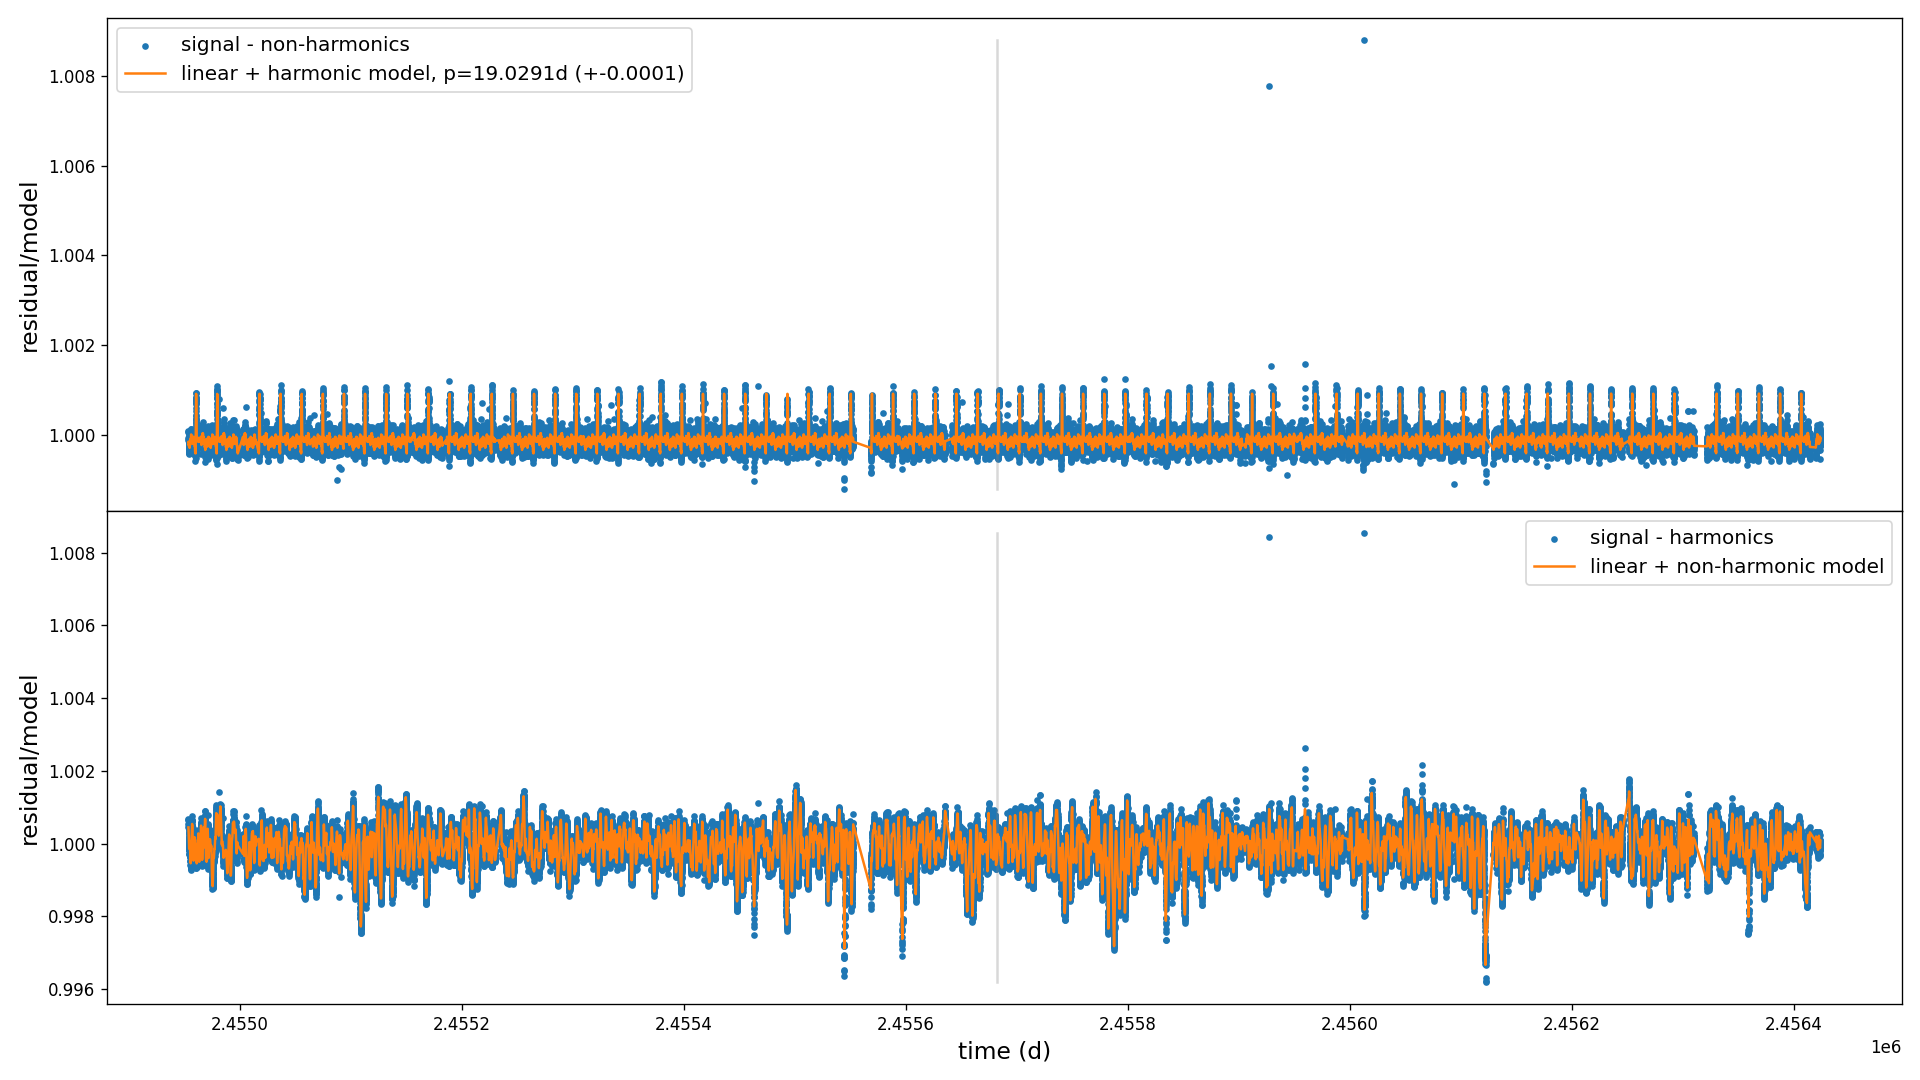 signal - non-harmonics
linear + harmonic model, p=19.0291d (+-0.0001)
residual/model
1.008
1.006
1.004
1.002
1.000
signal - harmonics
linear + non-harmonic model
residual/model
1.008
1.006
1.004
1.002
1.000
0.998
0.996
2.4550
2.4552
2.4554
2.4556
2.4558
2.4560
2.4562
2.4564
1e6
time (d)